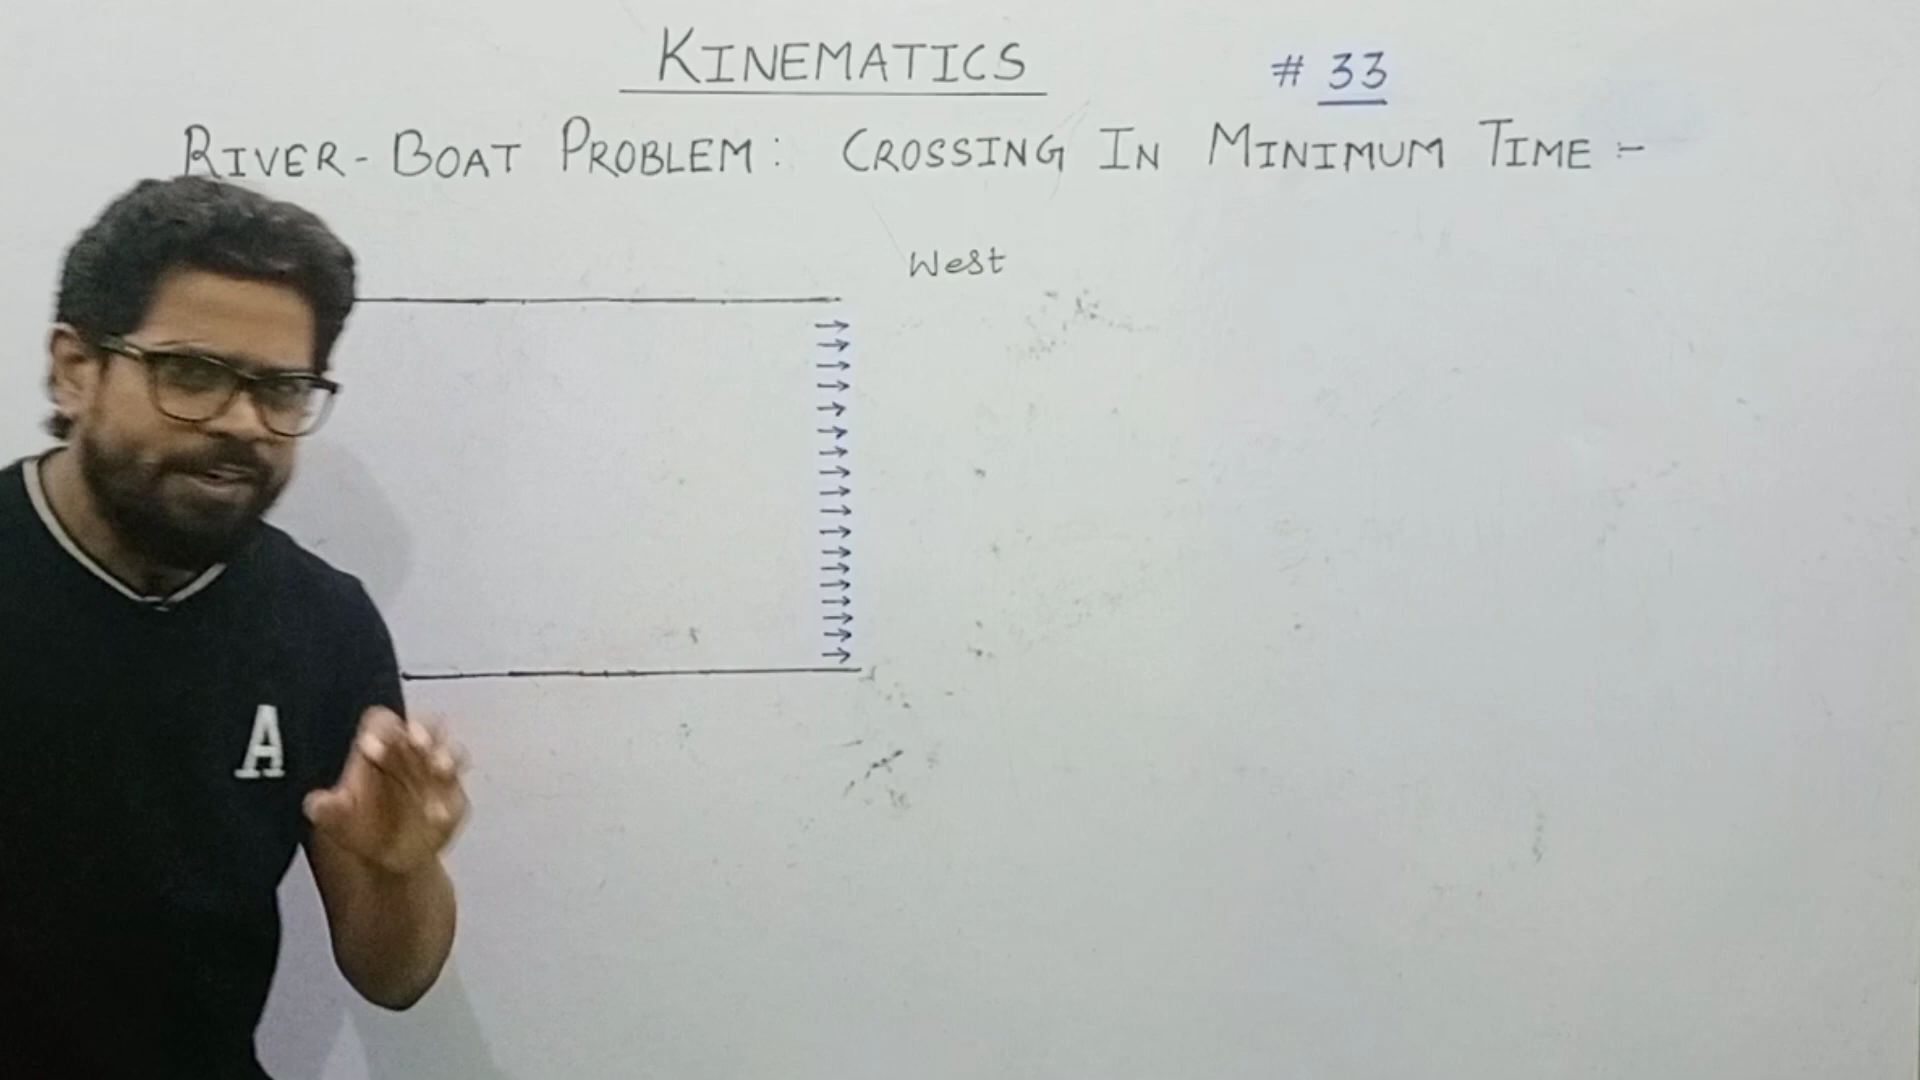 KINEMATICS
# 33
RIVER-BOAT PROBLEM: CROSSING IN MINIMUM TIME :-
West
A